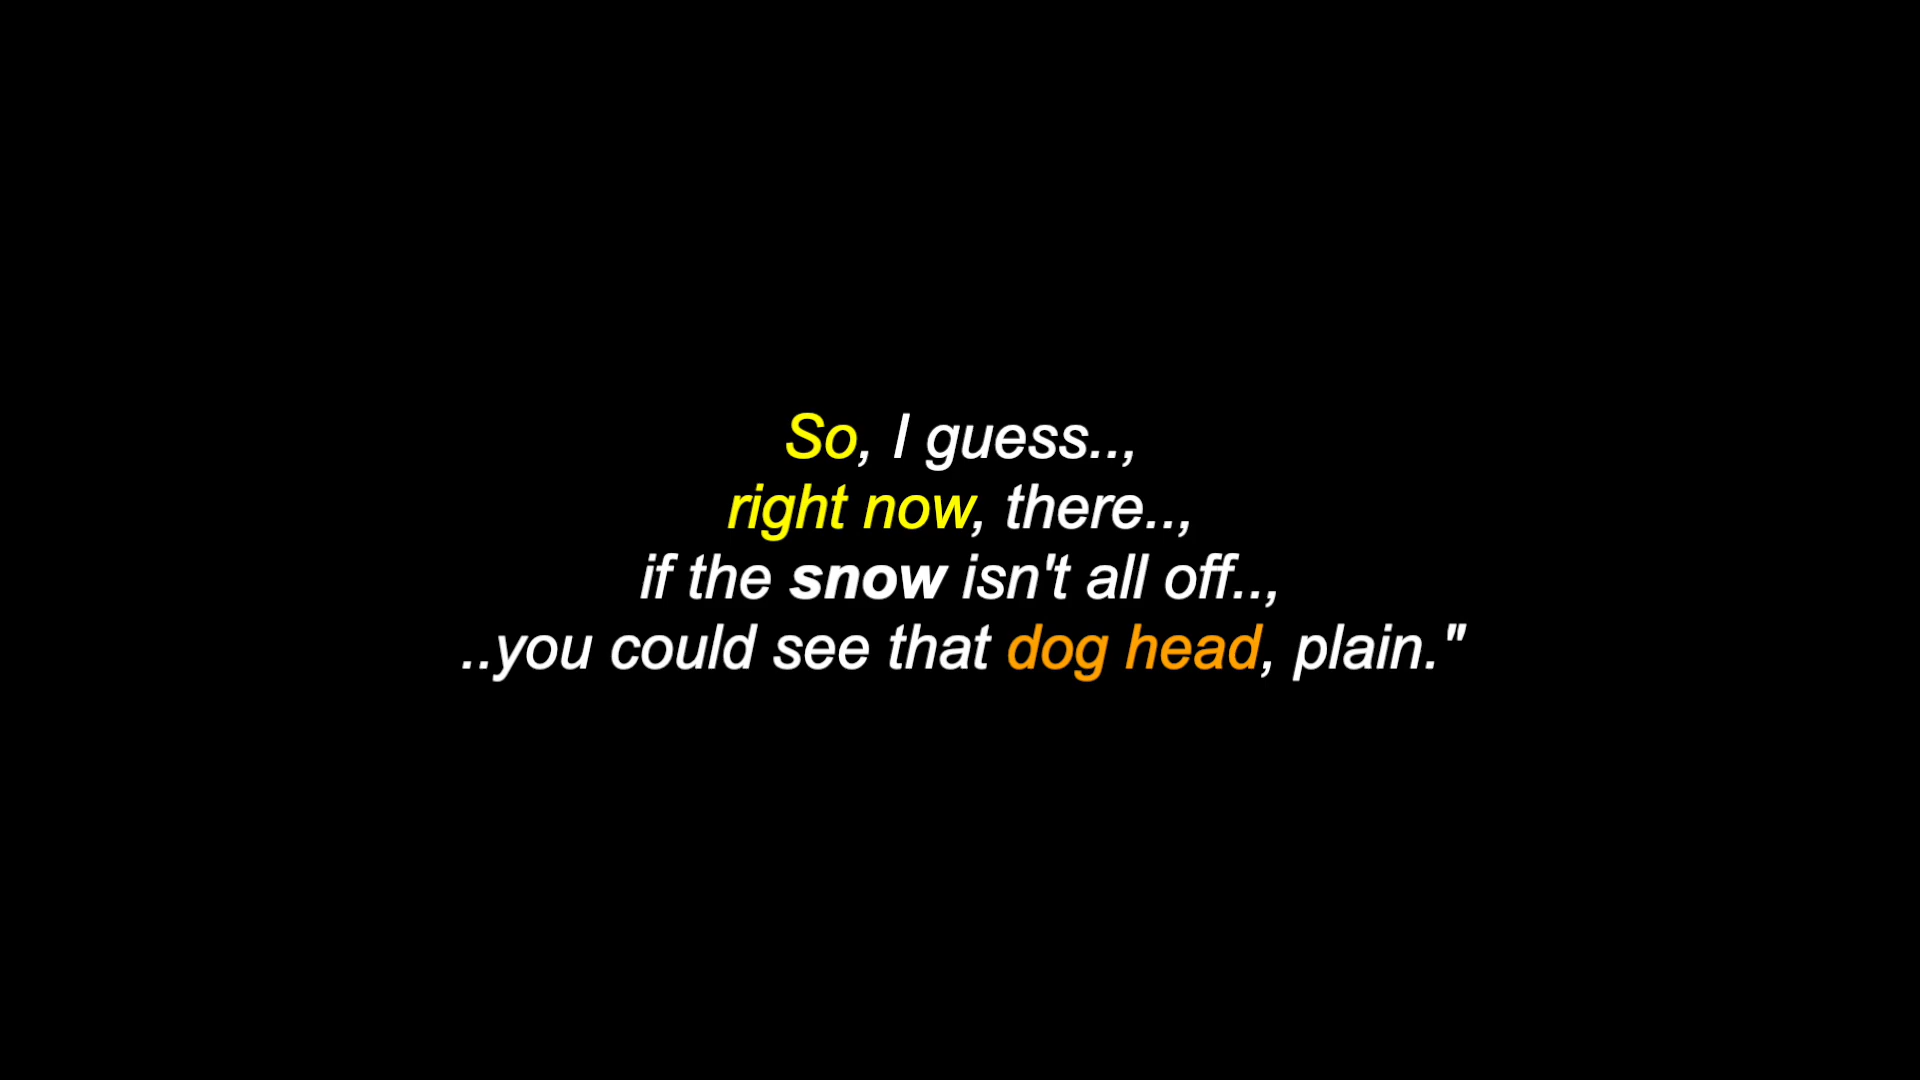 So, I guess..,
right now, there..,
if the snow isn't all off..,
..you could see that dog head, plain."